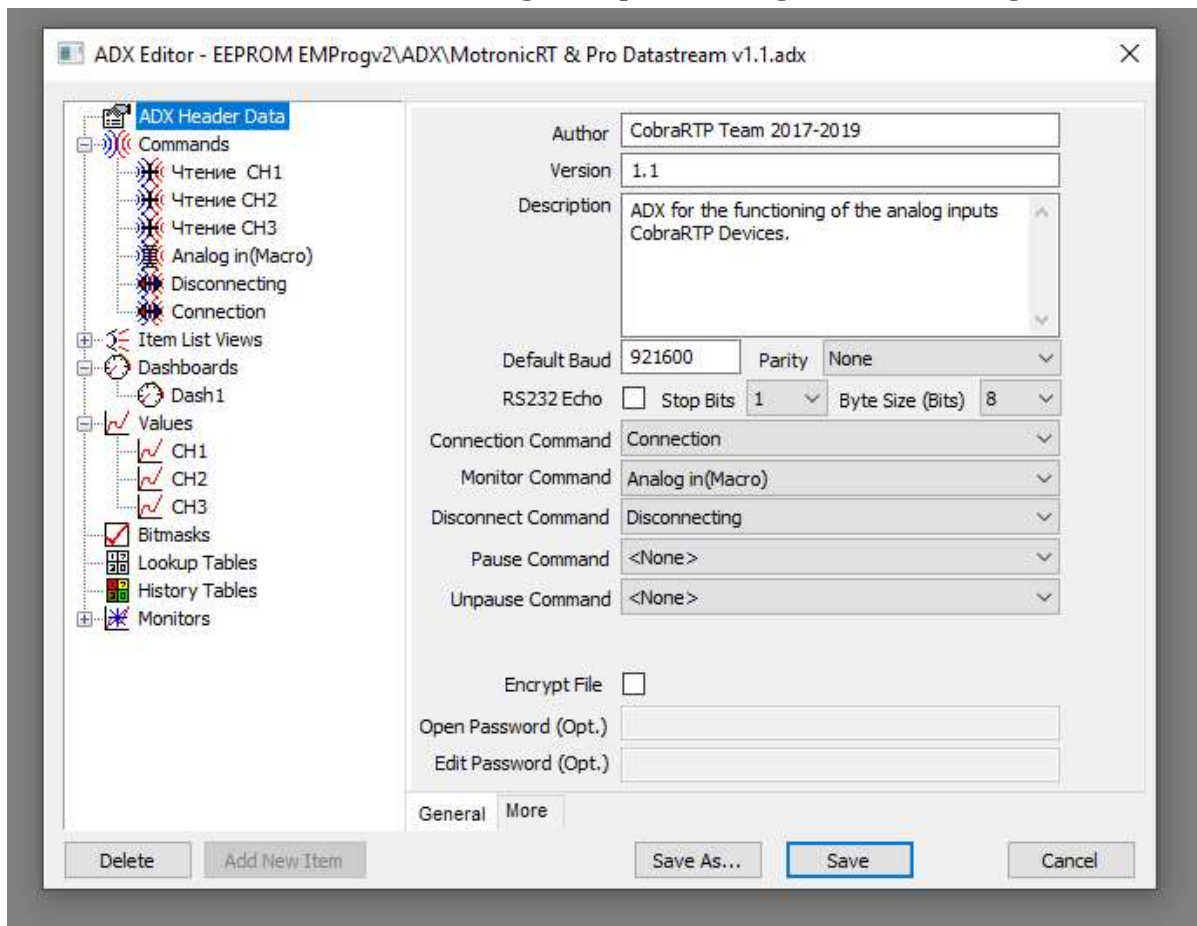 ADX Editor - EEPROM EMProgv2\ADX\MotronicRT & Pro Datastream v1.1.adx
ADX Header Data
Commands
Чтение CH1
Чтение CH2
Чтение CH3
Analog in(Macro)
Disconnecting
Connection
Item List Views
Dashboards
Dash1
Values
CH1
CH2
CH3
Bitmasks
Lookup Tables
History Tables
Monitors
Author CobraRTP Team 2017-2019
Version 1.1
Description ADX for the functioning of the analog inputs
CobraRTP Devices.
Default Baud 921600 Parity None
RS232 Echo Stop Bits 1 Byte Size (Bits) 8
Connection Command Connection
Monitor Command Analog in(Macro)
Disconnect Command Disconnecting
Pause Command <None>
Unpause Command <None>
Encrypt File
Open Password (Opt.)
Edit Password (Opt.)
General More
Delete Add New Item Save As... Save Cancel